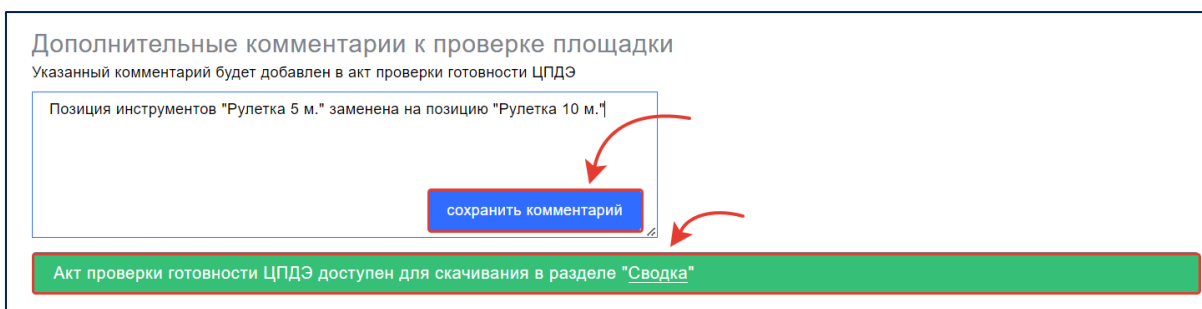 Дополнительные комментарии к проверке площадки
Указанный комментарий будет добавлен в акт проверки готовности ЦПДЭ
Позиция инструментов "Рулетка 5 м." заменена на позицию "Рулетка 10 м."
сохранить комментарий
Акт проверки готовности ЦПДЭ доступен для скачивания в разделе "Сводка"